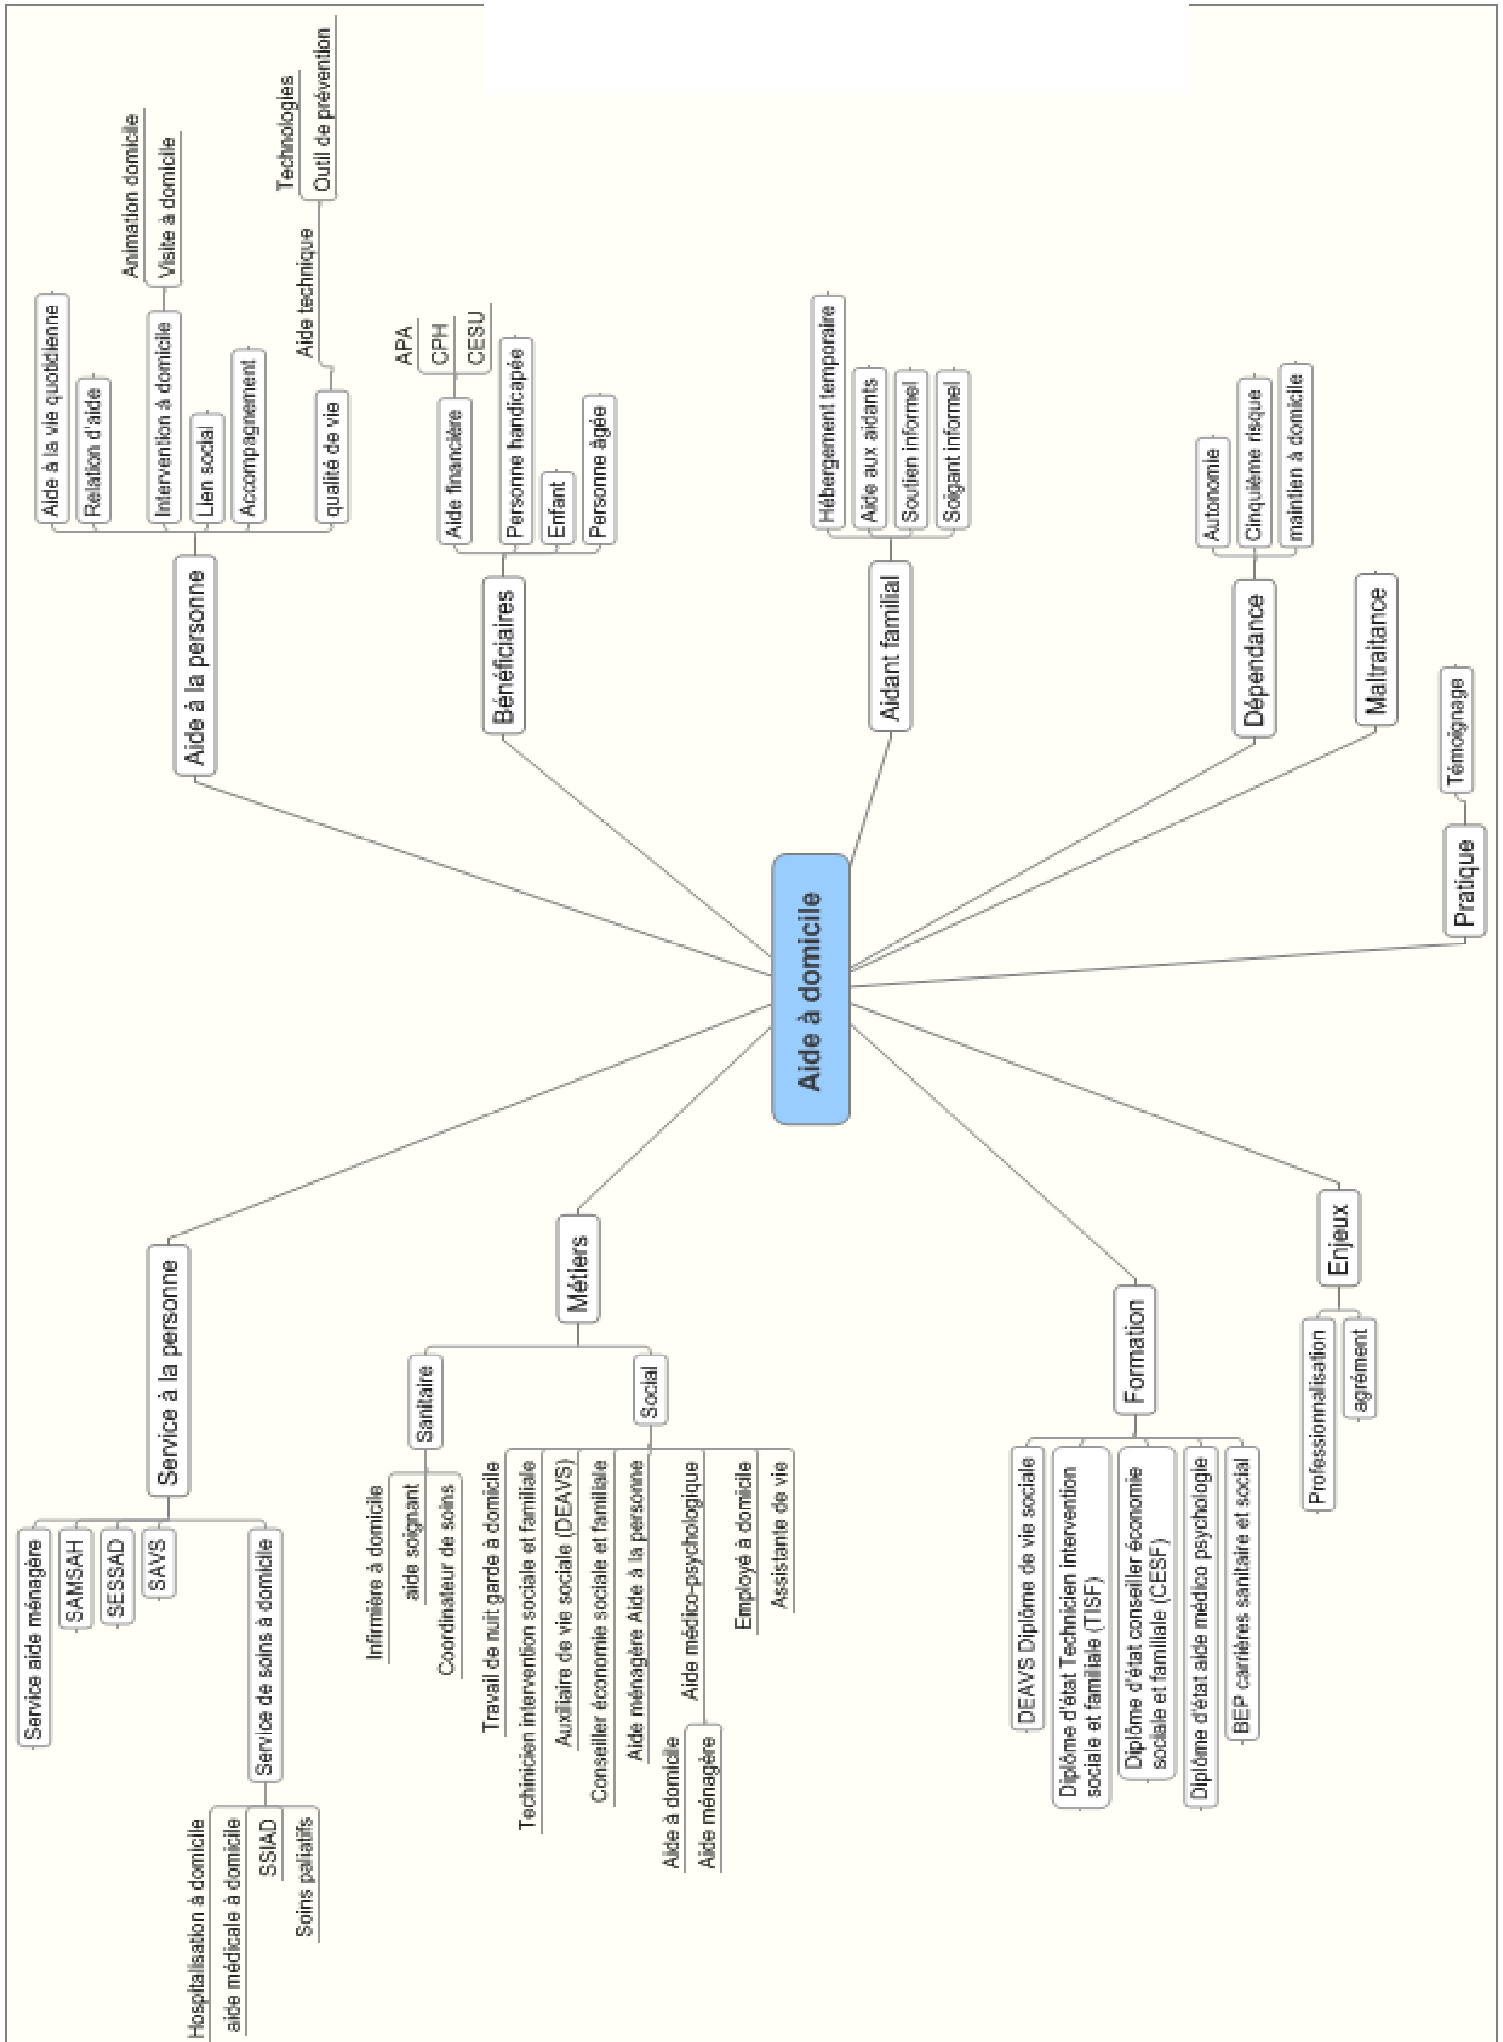 Aide à domicile
Service à la personne
Service aide ménagère
SAMSAH
SESSAD
SAVS
Service de soins à domicile
Hospitalisation à domicile
aide médicale à domicile
SSIAD
Soins paliatifs
Métiers
Sanitaire
Infirmière à domicile
aide soignant
Coordinateur de soins
Social
Travail de nuit garde à domicile
Techinicien intervention sociale et familiale
Auxiliaire de vie sociale (DEAVS)
Conseiller économie sociale et familiale
Aide ménagère Aide à la personne
Aide médico-psychologique
Aide à domicile
Aide ménagère
Employé à domicile
Assistante de vie
Formation
DEAVS Diplôme de vie sociale
Diplôme d'état Technicien intervention
sociale et familiale (TISF)
Diplôme d'état conseiller économie
sociale et familiale (CESF)
Diplôme d'état aide médico psychologie
BEP carrières sanitaire et social
Enjeux
Professionnalisation
agrément
Aide à la personne
Aide à la vie quotidienne
Relation d'aide
Intervention à domicile
Animation domicile
Visite à domicile
Lien social
Accompagnement
qualité de vie
Aide technique
Technologies
Outil de prévention
Bénéficiaires
Aide financière
APA
CPH
CESU
Personne handicapée
Enfant
Personne âgée
Aidant familial
Hébergement temporaire
Aide aux aidants
Soutien informel
Soigant informel
Dépendance
Autonomie
Cinquième risque
maintien à domicile
Maltraitance
Pratique
Témoignage